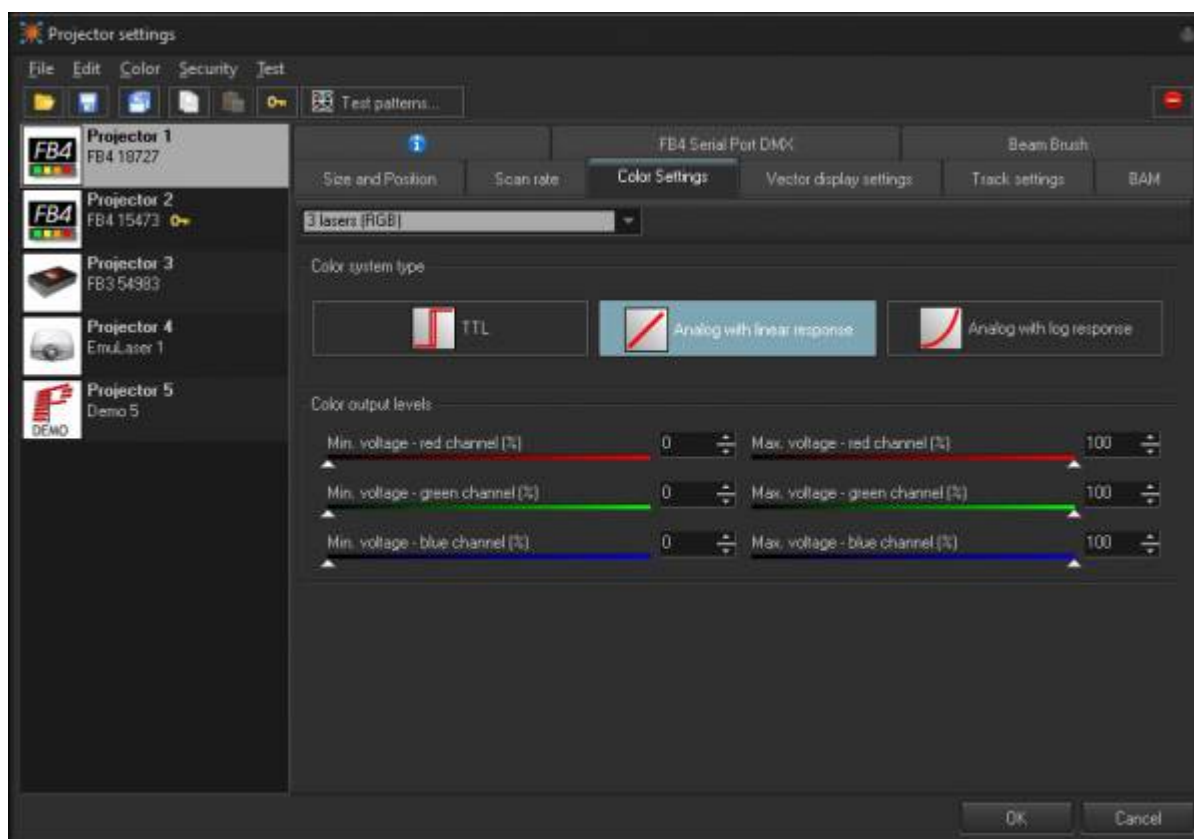 Projector settings
File Edit Color Security Test
Test patterns...
FB4
Projector 1
FB4 18727
FB4
Projector 2
FB4 15473
Projector 3
FB3 54983
Projector 4
EmuLaser 1
DEMO
Projector 5
Demo 5
FB4 Serial Port DMX Beam Brush
Size and Position Scan rate Color Settings Vector display settings Track settings BAM
3 lasers (RGB)
Color system type
TTL Analog with linear response Analog with log response
Color output levels
Min. voltage - red channel (%) 0 Max. voltage - red channel (%) 100
Min. voltage - green channel (%) 0 Max. voltage - green channel (%) 100
Min. voltage - blue channel (%) 0 Max. voltage - blue channel (%) 100
OK Cancel